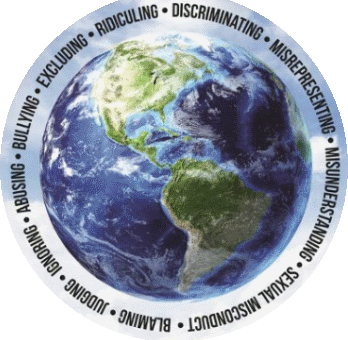 EXCLUDING • RIDICULING • DISCRIMINATING • MISREPRESENTING • MISUNDERSTANDING • SEXUAL MISCONDUCT • BLAMING • JUDGING • IGNORING • ABUSING • BULLYING •